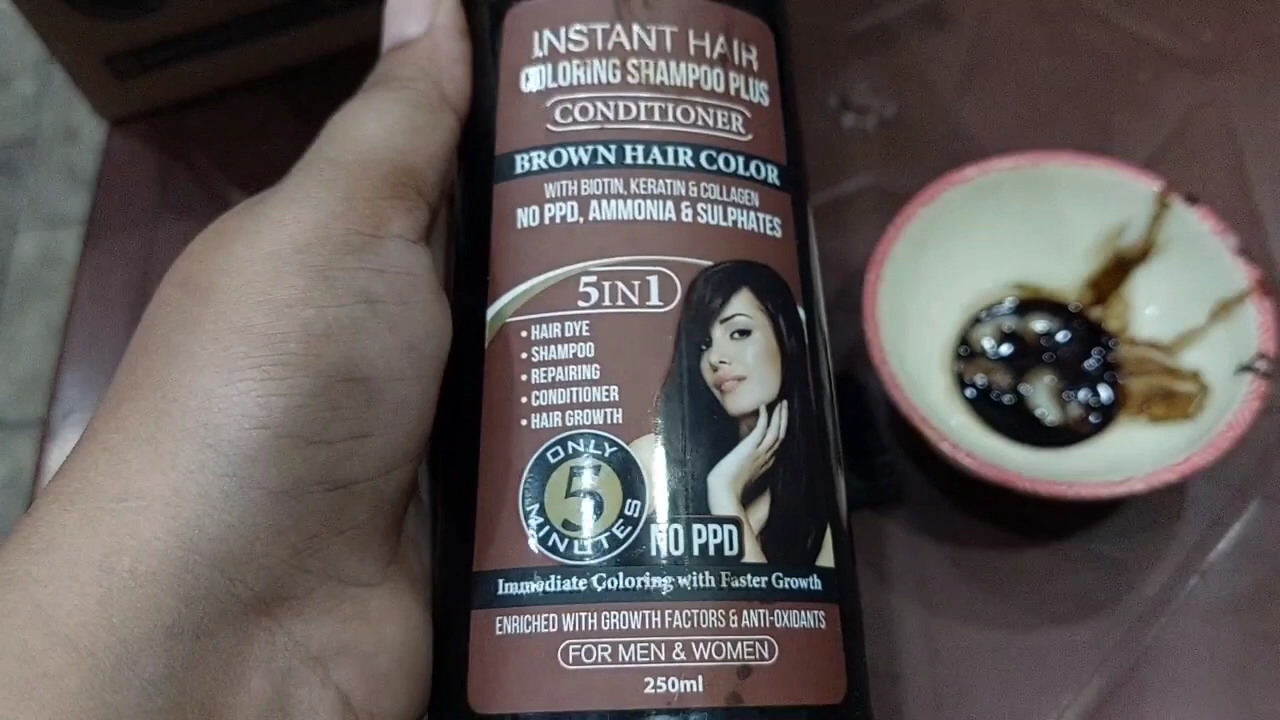 INSTANT HAIR
COLORING SHAMPOO PLUS
CONDITIONER
BROWN HAIR COLOR
WITH BIOTIN, KERATIN & COLLAGEN
NO PPD, AMMONIA & SULPHATES
5IN1
• HAIR DYE
• SHAMPOO
• REPAIRING
• CONDITIONER
• HAIR GROWTH
ONLY
5
MINUTES
NO PPD
Immediate Coloring with Faster Growth
ENRICHED WITH GROWTH FACTORS & ANTI-OXIDANTS
FOR MEN & WOMEN
250ml